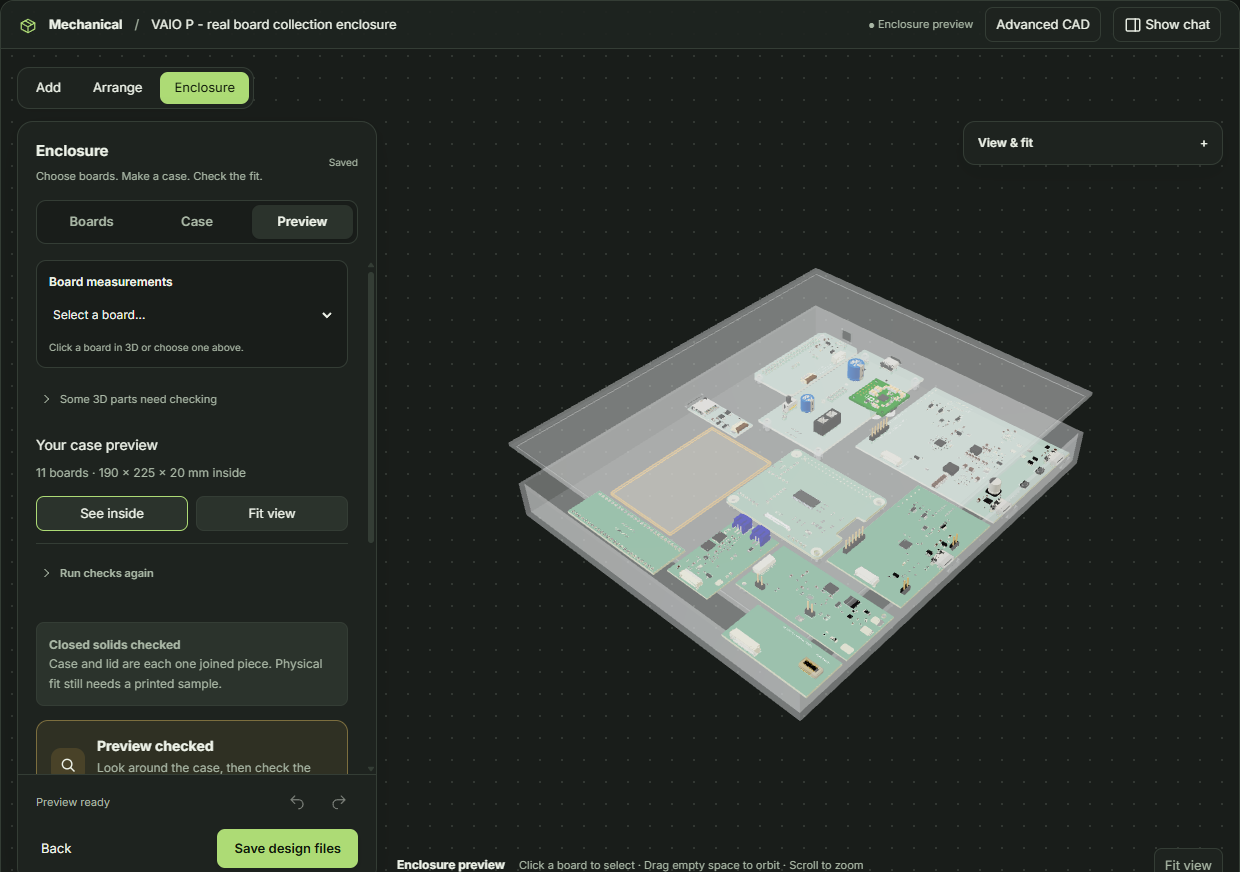 Mechanical / VAIO P - real board collection enclosure
Enclosure preview
Advanced CAD
Show chat
Add
Arrange
Enclosure
Enclosure
Saved
Choose boards. Make a case. Check the fit.
Boards
Case
Preview
Board measurements
Select a board...
Click a board in 3D or choose one above.
Some 3D parts need checking
Your case preview
11 boards · 190 × 225 × 20 mm inside
See inside
Fit view
Run checks again
Closed solids checked
Case and lid are each one joined piece. Physical
fit still needs a printed sample.
Preview checked
Look around the case, then check the
Preview ready
Back
Save design files
View & fit
+
Enclosure preview
Click a board to select · Drag empty space to orbit · Scroll to zoom
Fit view